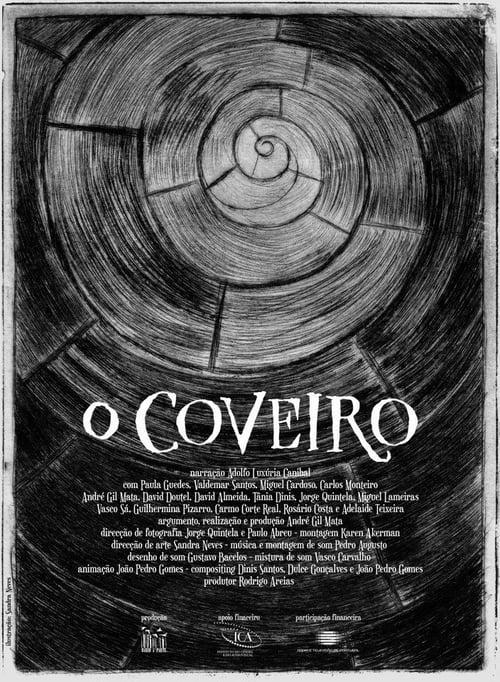 O COVEIRO
narração Adolfo Luxúria Canibal
com Paula Guedes, Valdemar Santos, Miguel Cardoso, Carlos Monteiro
André Gil Mata, David Doutel, David Almeida, Tânia Dinis, Jorge Quintela, Miguel Lameiras
Vasco Sá, Guilhermina Pizarro, Carmo Corte Real, Rosário Costa e Adelaide Teixeira
argumento, realização e produção André Gil Mata
direcção de fotografia Jorge Quintela e Paulo Abreu - montagem Karen Akerman
direcção de arte Sandra Neves - música e montagem de som Pedro Augusto
desenho de som Gustavo Bacelos - mistura de som Vasco Carvalho
animação João Pedro Gomes - compositing Dinis Santos, Dulce Gonçalves e João Pedro Gomes
produtor Rodrigo Areias
produção
apoio financeiro
participação financeira
ICA
ilustração: Sandra Neves